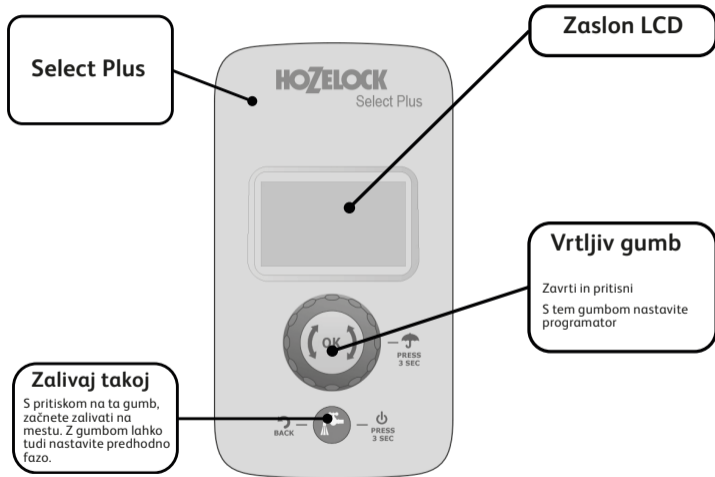 Select Plus
Zaslon LCD
HOZELOCK
Select Plus
Vrtljiv gumb
Zavrti in pritisni
S tem gumbom nastavite
programator
OK
PRESS
3 SEC
Zalivaj takoj
S pritiskom na ta gumb,
začnete zalivati na
mestu. Z gumbom lahko
tudi nastavite predhodno
fazo.
BACK
PRESS
3 SEC